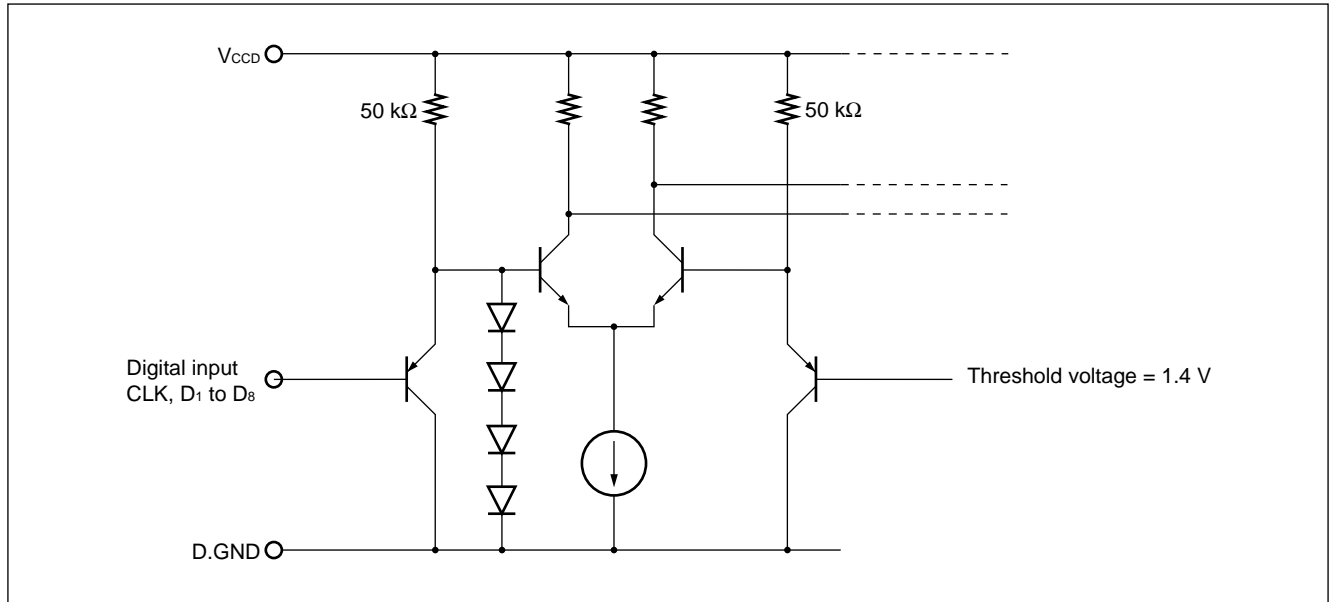 VCCD
50 kΩ
50 kΩ
Digital input
CLK, D1 to D8
Threshold voltage = 1.4 V
D.GND